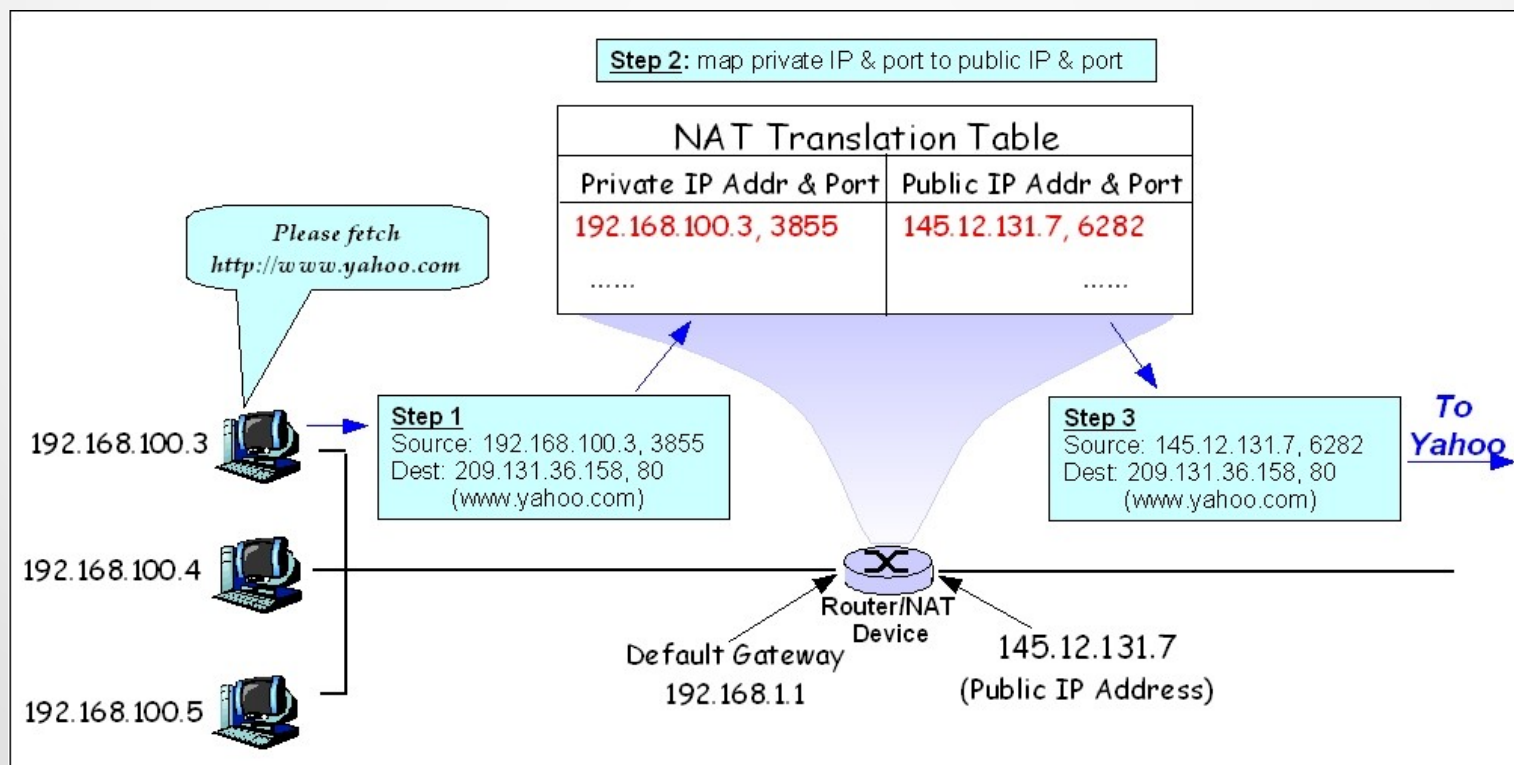 Step 2: map private IP & port to public IP & port
NAT Translation Table
Private IP Addr & Port
Public IP Addr & Port
192.168.100.3, 3855
145.12.131.7, 6282
......
......
Please fetch
http://www.yahoo.com
192.168.100.3
Step 1
Source: 192.168.100.3, 3855
Dest: 209.131.36.158, 80
(www.yahoo.com)
Step 3
Source: 145.12.131.7, 6282
Dest: 209.131.36.158, 80
(www.yahoo.com)
To
Yahoo
192.168.100.4
Router/NAT
Device
Default Gateway
192.168.1.1
145.12.131.7
(Public IP Address)
192.168.100.5